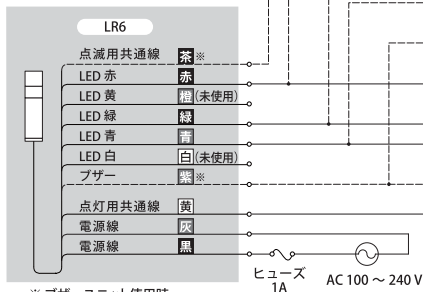 LR6
点滅用共通線 茶 ※
LED 赤 赤
LED 黄 橙 (未使用)
LED 緑 緑
LED 青 青
LED 白 白 (未使用)
ブザー 紫 ※
点灯用共通線 黄
電源線 灰
電源線 黒
ヒューズ
1A
AC 100 ～ 240 V